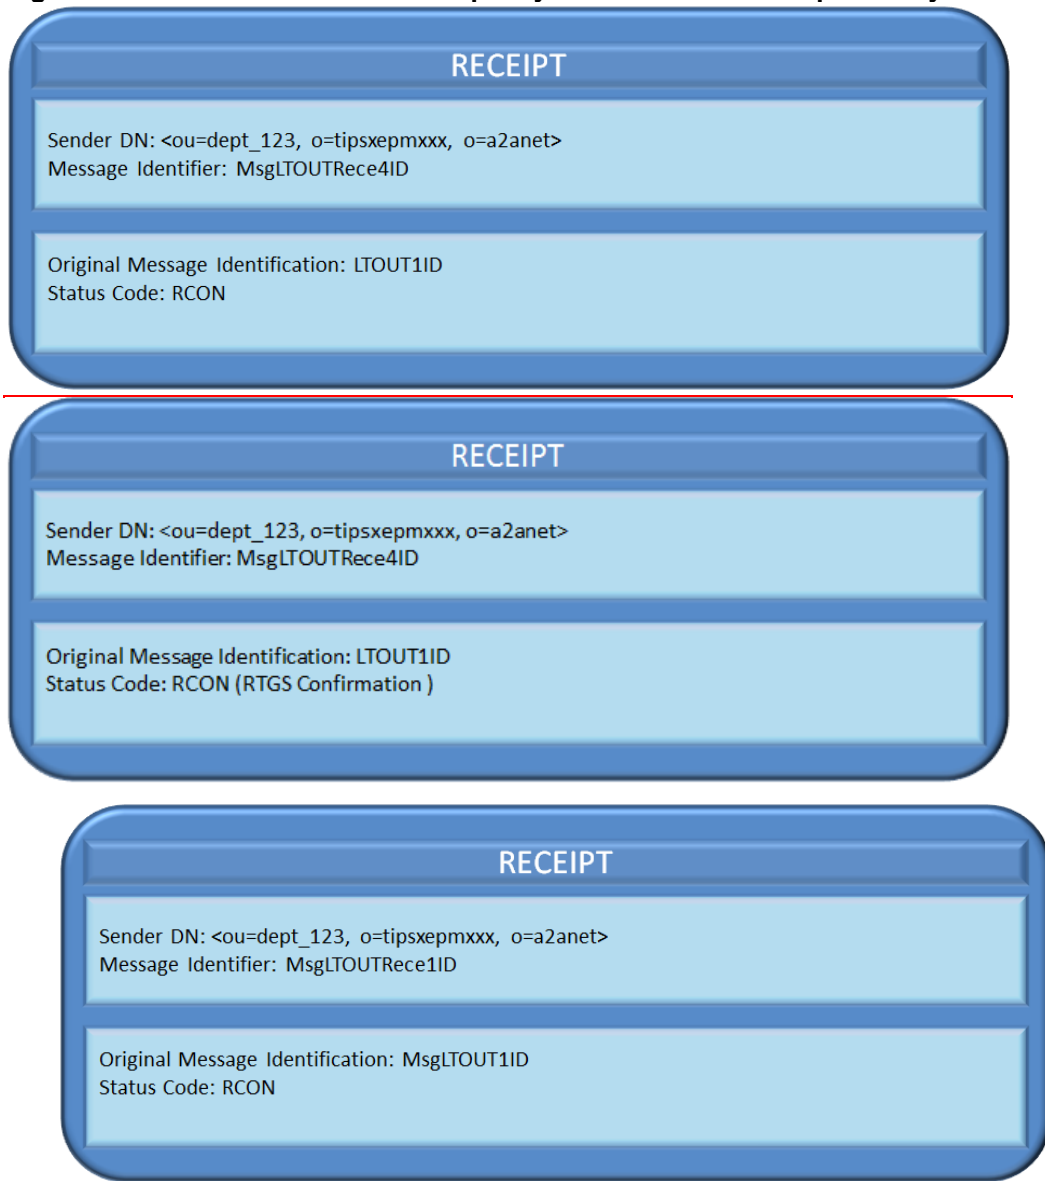 RECEIPT
Sender DN: <ou=dept_123, o=tipsxepmxxx, o=a2anet>
Message Identifier: MsgLTOUTRece4ID
Original Message Identification: LTOUT1ID
Status Code: RCON
RECEIPT
Sender DN: <ou=dept_123, o=tipsxepmxxx, o=a2anet>
Message Identifier: MsgLTOUTRece4ID
Original Message Identification: LTOUT1ID
Status Code: RCON (RTGS Confirmation )
RECEIPT
Sender DN: <ou=dept_123, o=tipsxepmxxx, o=a2anet>
Message Identifier: MsgLTOUTRece1ID
Original Message Identification: MsgLTOUT1ID
Status Code: RCON